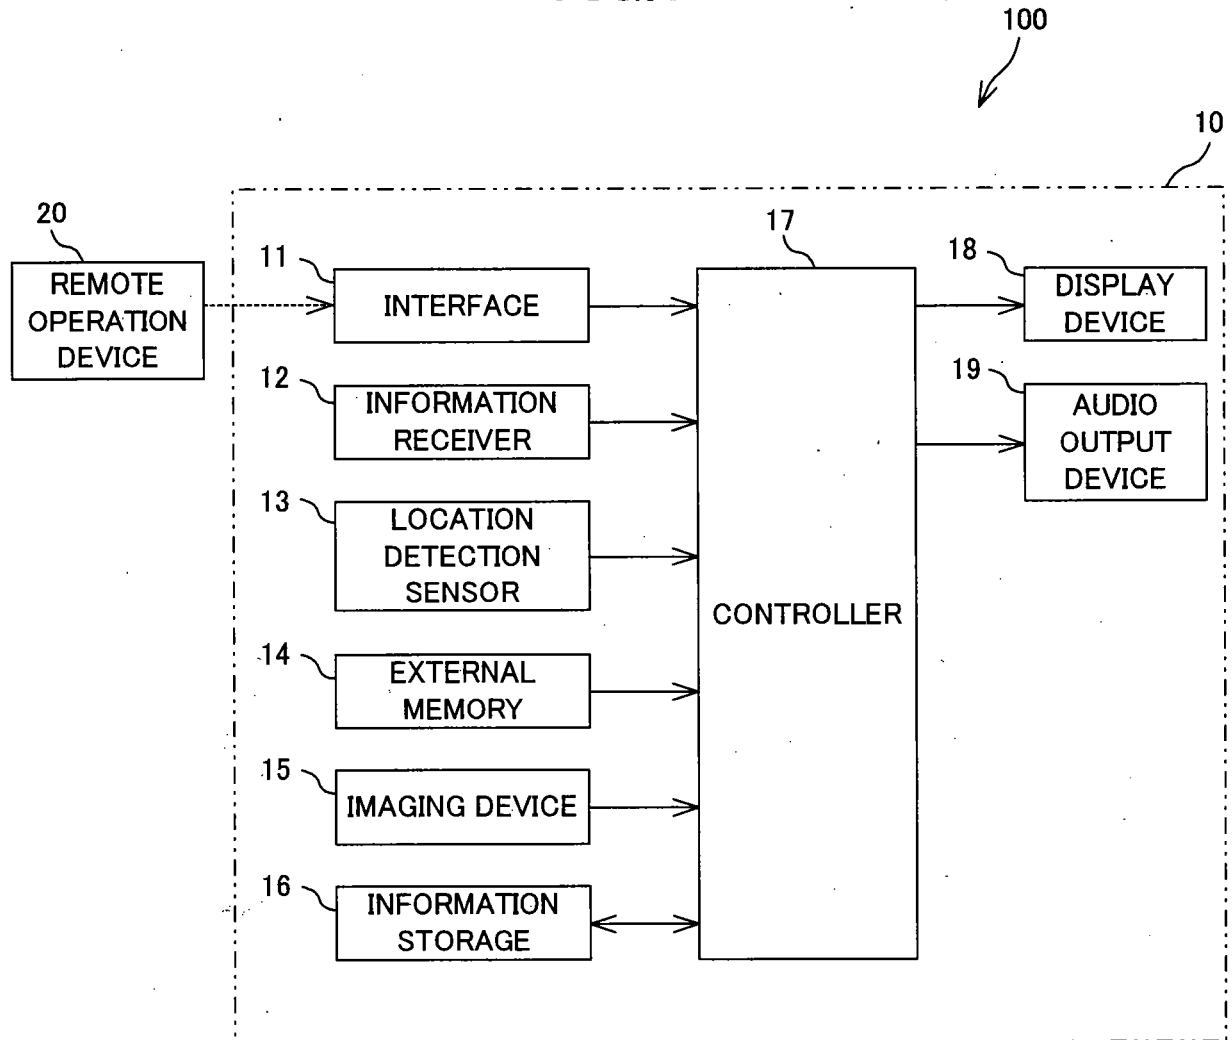 100
10
20
REMOTE
OPERATION
DEVICE
11
INTERFACE
12
INFORMATION
RECEIVER
13
LOCATION
DETECTION
SENSOR
14
EXTERNAL
MEMORY
15
IMAGING DEVICE
16
INFORMATION
STORAGE
17
CONTROLLER
18
DISPLAY
DEVICE
19
AUDIO
OUTPUT
DEVICE